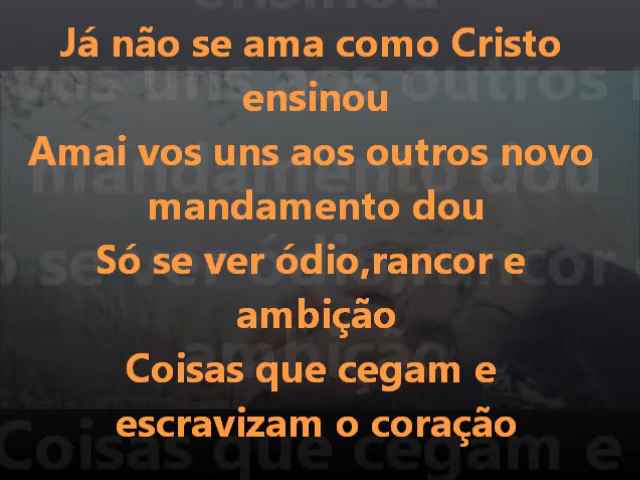 Já não se ama como Cristo
ensinou
Amai vos uns aos outros novo
mandamento dou
Só se ver ódio,rancor e
ambição
Coisas que cegam e
escravizam o coração